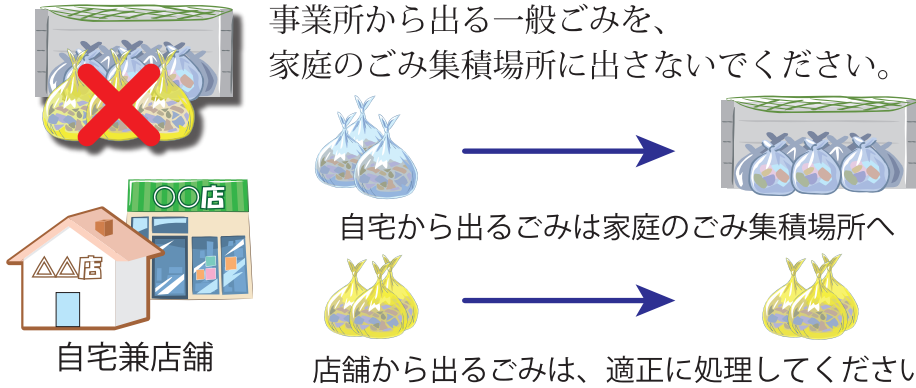 事業所から出る一般ごみを、
家庭のごみ集積場所に出さないでください。
自宅から出るごみは家庭のごみ集積場所へ
○○店
△△店
自宅兼店舗
店舗から出るごみは、適正に処理してください